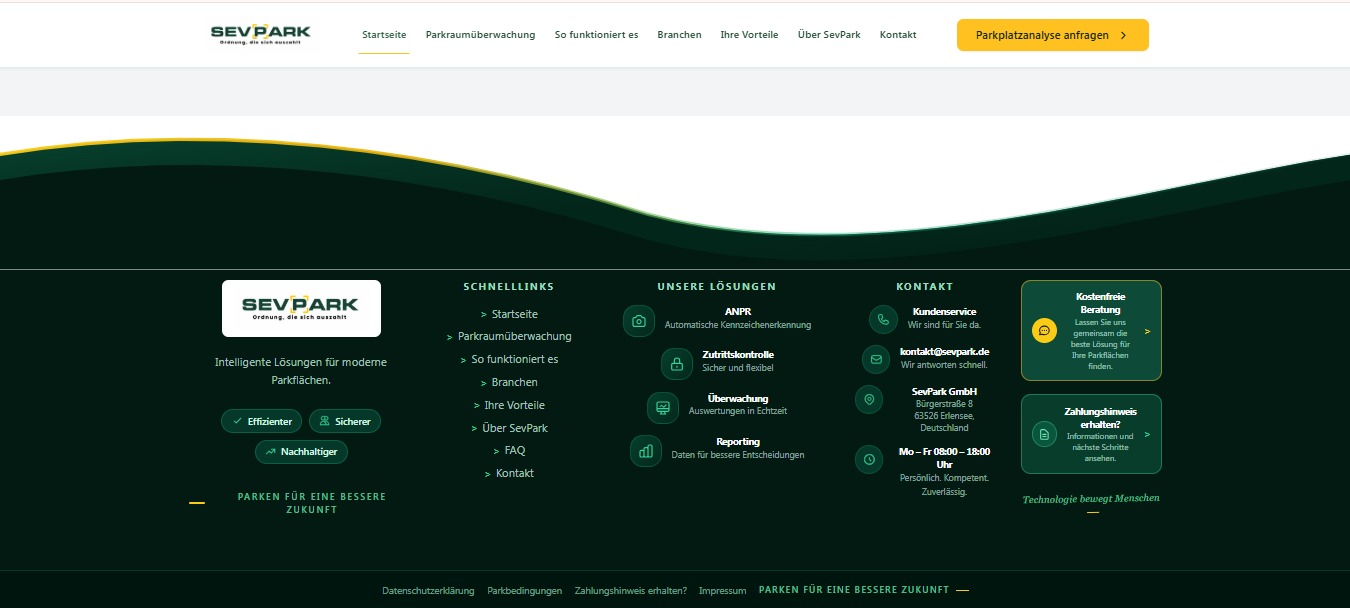 SEVPARK
Ordnung, die sich auszahlt
Startseite
Parkraumüberwachung
So funktioniert es
Branchen
Ihre Vorteile
Über SevPark
Kontakt
Parkplatzanalyse anfragen >
SEVPARK
Ordnung, die sich auszahlt
Intelligente Lösungen für moderne
Parkflächen.
Effizienter
Sicherer
Nachhaltiger
PARKEN FÜR EINE BESSERE
ZUKUNFT
SCHNELLLINKS
> Startseite
> Parkraumüberwachung
> So funktioniert es
> Branchen
> Ihre Vorteile
> Über SevPark
> FAQ
> Kontakt
UNSERE LÖSUNGEN
ANPR
Automatische Kennzeichenerkennung
Zutrittskontrolle
Sicher und flexibel
Überwachung
Auswertungen in Echtzeit
Reporting
Daten für bessere Entscheidungen
KONTAKT
Kundenservice
Wir sind für Sie da.
kontakt@sevpark.de
Wir antworten schnell.
SevPark GmbH
Bürgerstraße 8
63526 Erlensee,
Deutschland
Mo – Fr 08:00 – 18:00
Uhr
Persönlich. Kompetent.
Zuverlässig.
Kostenfreie
Beratung
Lassen Sie uns
gemeinsam die
beste Lösung für
Ihre Parkflächen
finden.
>
Zahlungshinweis
erhalten?
Informationen und
nächste Schritte
ansehen.
>
Technologie bewegt Menschen
Datenschutzerklärung
Parkbedingungen
Zahlungshinweis erhalten?
Impressum
PARKEN FÜR EINE BESSERE ZUKUNFT